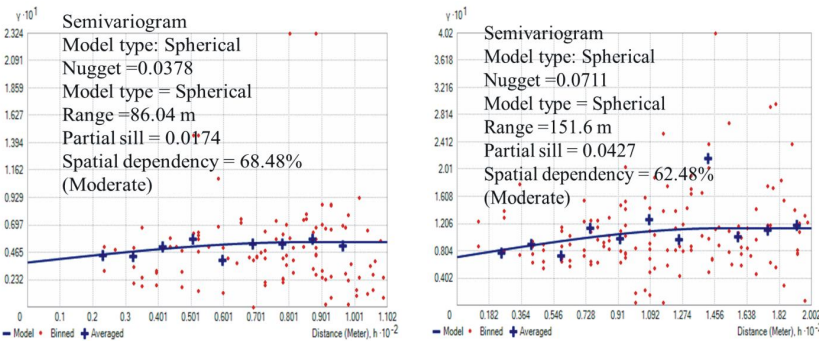 γ·10¹
2.324
2.091
1.859
1.627
1.394
1.162
0.929
0.697
0.465
0.232
Semivariogram
Model type: Spherical
Nugget =0.0378
Model type = Spherical
Range =86.04 m
Partial sill = 0.0174
Spatial dependency = 68.48%
(Moderate)
0 0.1 0.2 0.301 0.401 0.501 0.601 0.701 0.801 0.901 1.001 1.102
Model Binned Averaged Distance (Meter), h·10⁻²
γ·10¹
4.02
3.618
3.216
2.814
2.412
2.01
1.608
1.206
0.804
0.402
Semivariogram
Model type: Spherical
Nugget =0.0711
Model type = Spherical
Range =151.6 m
Partial sill = 0.0427
Spatial dependency = 62.48%
(Moderate)
0 0.182 0.364 0.546 0.728 0.91 1.092 1.274 1.456 1.638 1.82 2.002
Model Binned Averaged Distance (Meter), h·10⁻²